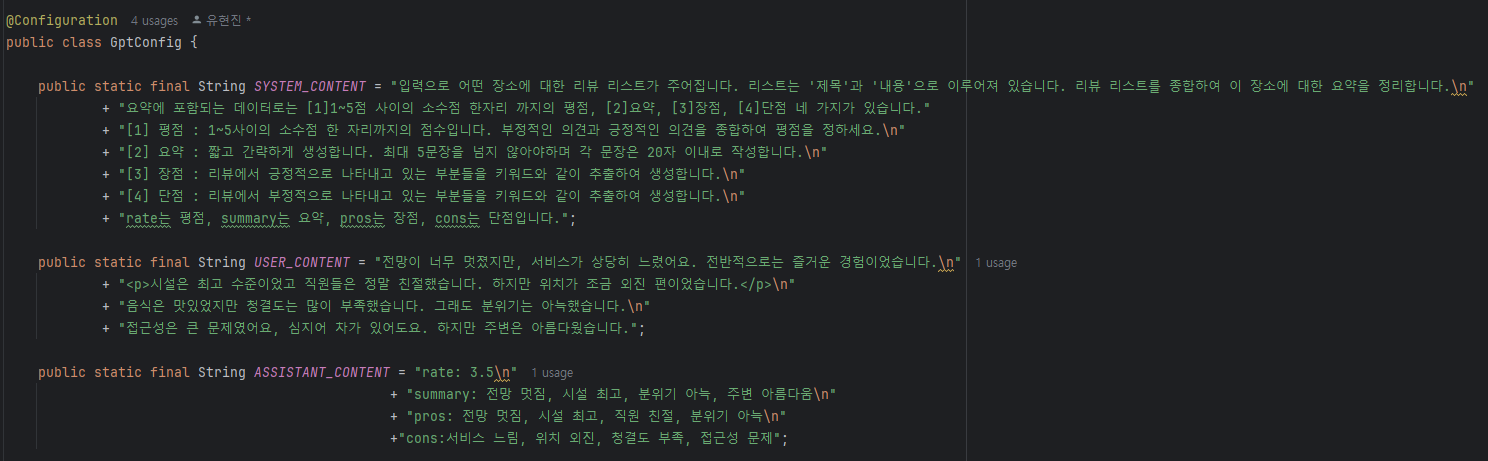 @Configuration 4 usages 유현진 *
public class GptConfig {
public static final String SYSTEM_CONTENT = "입력으로 어떤 장소에 대한 리뷰 리스트가 주어집니다. 리스트는 '제목'과 '내용'으로 이루어져 있습니다. 리뷰 리스트를 종합하여 이 장소에 대한 요약을 정리합니다.\n"
+ "요약에 포함되는 데이터로는 [1]1~5점 사이의 소수점 한자리 까지의 평점, [2]요약, [3]장점, [4]단점 네 가지가 있습니다."
+ "[1] 평점 : 1~5사이의 소수점 한 자리까지의 점수입니다. 부정적인 의견과 긍정적인 의견을 종합하여 평점을 정하세요.\n"
+ "[2] 요약 : 짧고 간략하게 생성합니다. 최대 5문장을 넘지 않아야하며 각 문장은 20자 이내로 작성합니다.\n"
+ "[3] 장점 : 리뷰에서 긍정적으로 나타내고 있는 부분들을 키워드와 같이 추출하여 생성합니다.\n"
+ "[4] 단점 : 리뷰에서 부정적으로 나타내고 있는 부분들을 키워드와 같이 추출하여 생성합니다.\n"
+ "rate는 평점, summary는 요약, pros는 장점, cons는 단점입니다.";
public static final String USER_CONTENT = "전망이 너무 멋졌지만, 서비스가 상당히 느렸어요. 전반적으로는 즐거운 경험이었습니다.\n" 1 usage
+ "<p>시설은 최고 수준이었고 직원들은 정말 친절했습니다. 하지만 위치가 조금 외진 편이었습니다.</p>\n"
+ "음식은 맛있었지만 청결도는 많이 부족했습니다. 그래도 분위기는 아늑했습니다.\n"
+ "접근성은 큰 문제였어요, 심지어 차가 있어도요. 하지만 주변은 아름다웠습니다.";
public static final String ASSISTANT_CONTENT = "rate: 3.5\n" 1 usage
+ "summary: 전망 멋짐, 시설 최고, 분위기 아늑, 주변 아름다움\n"
+ "pros: 전망 멋짐, 시설 최고, 직원 친절, 분위기 아늑\n"
+"cons:서비스 느림, 위치 외진, 청결도 부족, 접근성 문제";